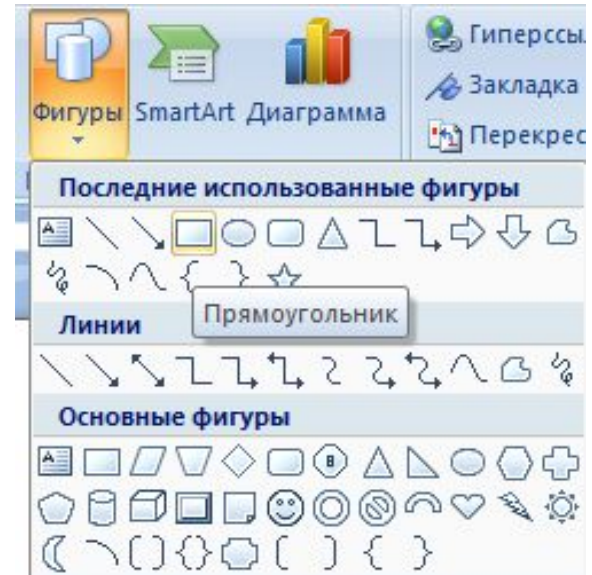 Гиперссы
Закладка
Фигуры SmartArt Диаграмма
Перекрес
Последние использованные фигуры
Прямоугольник
Линии
Основные фигуры